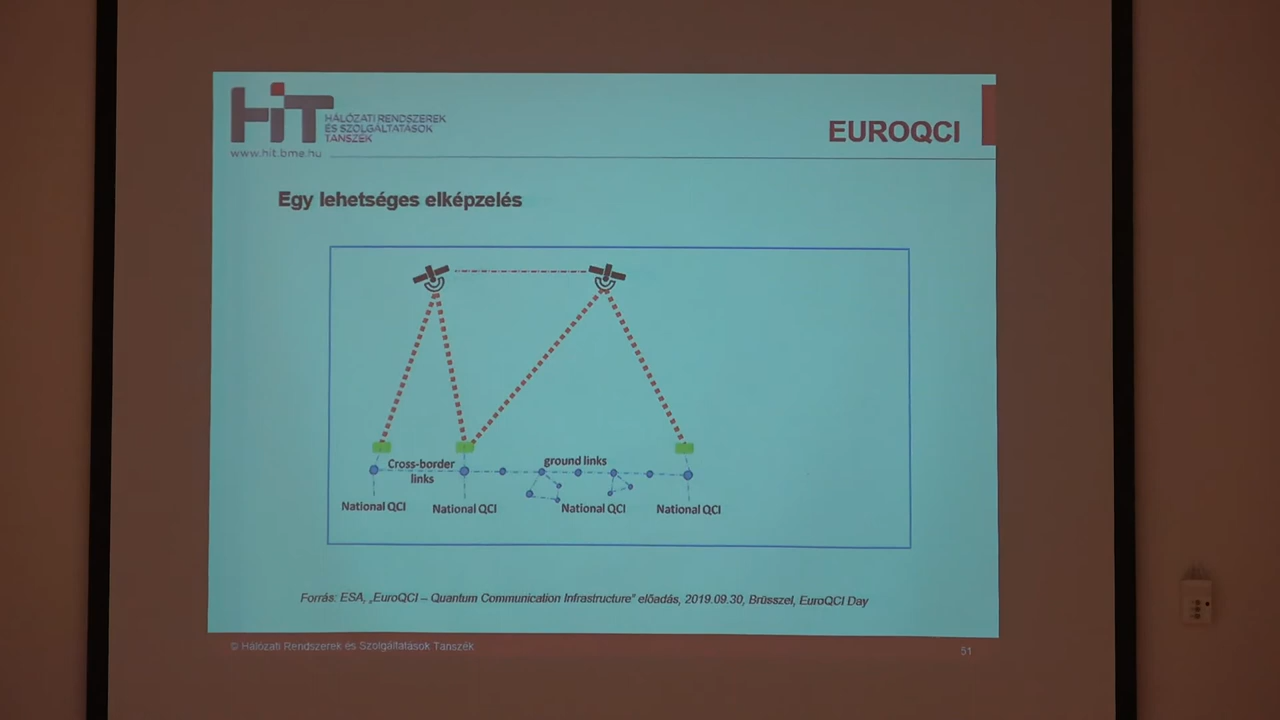 HiT
HÁLÓZATI RENDSZEREK
ÉS SZOLGÁLTATÁSOK
TANSZÉK
www.hit.bme.hu
EUROQCI
Egy lehetséges elképzelés
Cross-border
links
ground links
National QCI
National QCI
National QCI
National QCI
Forrás: ESA, „EuroQCI – Quantum Communication Infrastructure” előadás, 2019.09.30, Brüsszel, EuroQCI Day
© Hálózati Rendszerek és Szolgáltatások Tanszék
51